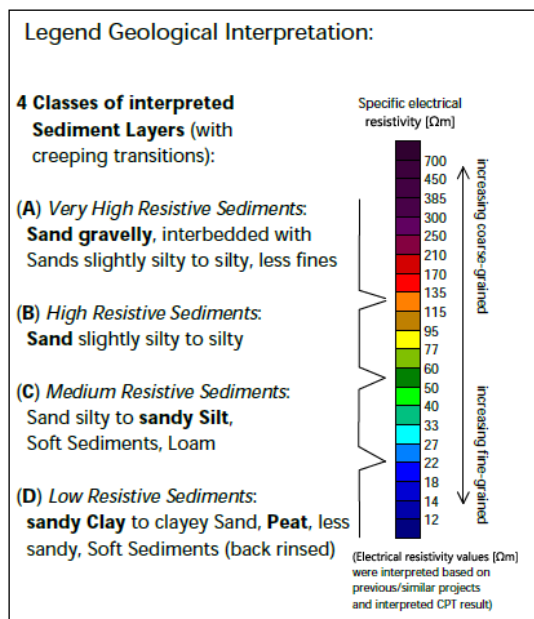 Legend Geological Interpretation:
4 Classes of interpreted
Sediment Layers (with
creeping transitions):
(A) Very High Resistive Sediments:
Sand gravelly, interbedded with
Sands slightly silty to silty, less fines
(B) High Resistive Sediments:
Sand slightly silty to silty
(C) Medium Resistive Sediments:
Sand silty to sandy Silt,
Soft Sediments, Loam
(D) Low Resistive Sediments:
sandy Clay to clayey Sand, Peat, less
sandy, Soft Sediments (back rinsed)
Specific electrical
resistivity [Ωm]
700
450
385
300
250
210
170
135
115
95
77
60
50
40
33
27
22
18
14
12
increasing coarse-grained
increasing fine-grained
(Electrical resistivity values [Ωm]
were interpreted based on
previous/similar projects
and interpreted CPT result)